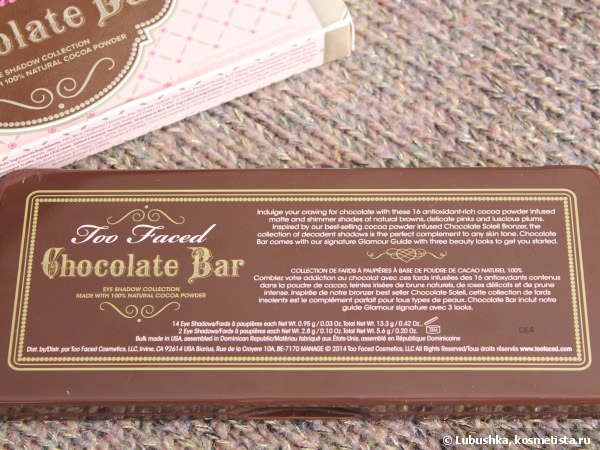 colate Ba
EYE SHADOW COLLECTION
100% NATURAL COCOA POWDER
Too Faced
Chocolate Bar
EYE SHADOW COLLECTION
MADE WITH 100% NATURAL COCOA POWDER
Indulge your craving for chocolate with these 16 antioxidant-rich cocoa powder infused
matte and shimmer shades of natural browns, delicate pinks and luscious plums.
Inspired by our best-selling cocoa powder infused Chocolate Soleil Bronzer, the
collection of decadent shadows is the perfect complement to any skin tone. Chocolate
Bar comes with our signature Glamour Guide with three beauty looks to get you started.
COLLECTION DE FARDS À PAUPIÈRES À BASE DE POUDRE DE CACAO NATUREL 100%
Combiez votre addiction au chocolat avec ces fards infusées des 16 antioxydants contenus
dans la poudre de cacao, teintes irisées de bruns naturels, de roses délicats et de prune
intense. Inspirée de notre bronzer best seller Chocolate Soleil, cette collection de fards
irrescients est le complément parfait pour tous types de peaux. Chocolate Bar inclut notre
guide Glamour signature avec 3 looks.
14 Eye Shadows/Fards à paupières each Net Wt. 0.95 g/0.03 Oz. Total Net Wt. 13.3 g/0.42 Oz.
2 Eye Shadows/Fards à paupières each Net Wt. 2.8 g/0.10 Oz. Total Net Wt. 5.6 g/0.20 Oz.
12M
CE4
Bulk made in USA, assembled in Dominican Republic/Matériau fabriqué aux États-Unis, assemblé en République Dominicaine
Dist. by/Distr. par Too Faced Cosmetics, LLC, Irvine, CA 92614 USA Biorius, Rue de la Croyere 10A, BE-7170 MANAGE © 2014 Too Faced Cosmetics, LLC All Rights Reserved/Tous droits réservés www.toofaced.com
© Lubushka, kosmetista.ru